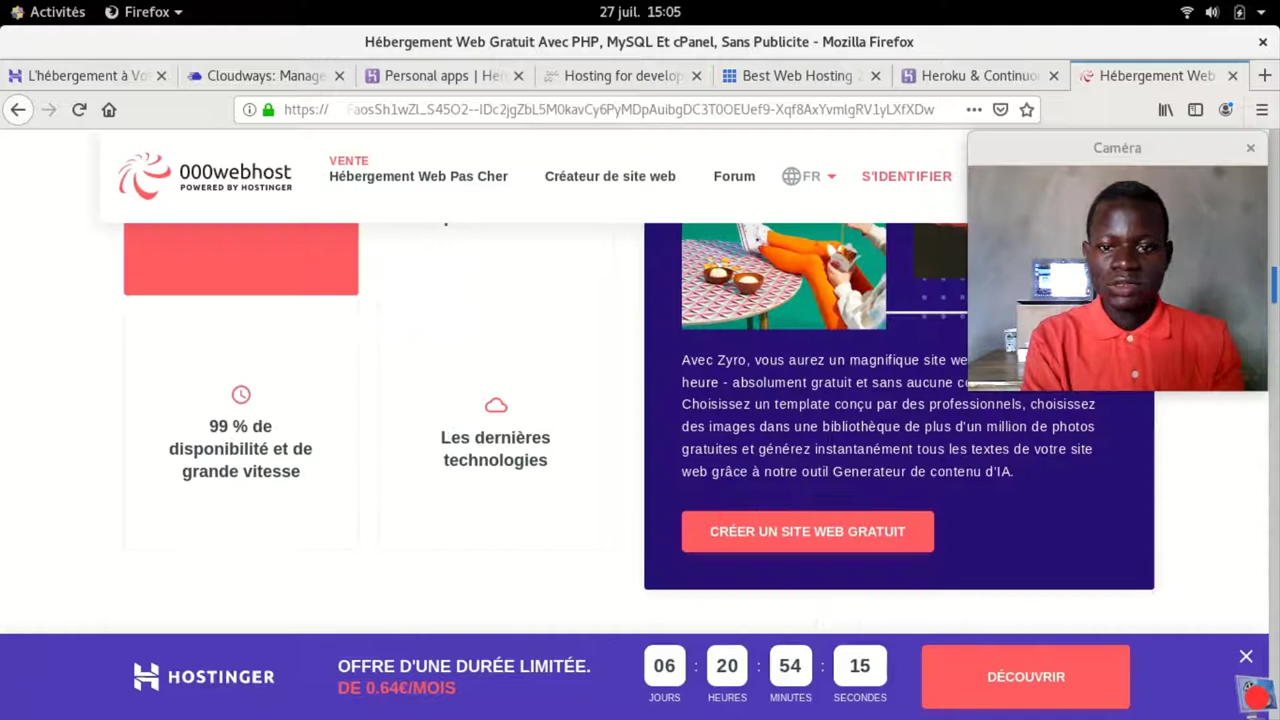 Activités
Firefox
27 juil. 15:05
Hébergement Web Gratuit Avec PHP, MySQL Et cPanel, Sans Publicite - Mozilla Firefox
L'hébergement à Vo
Cloudways: Manage
Personal apps | Her
Hosting for develop
Best Web Hosting 2
Heroku & Continuo
Hébergement Web
https://
FaosSh1wZl_S45O2--IDc2jgZbL5M0kavCy6PyMDpAuibgDC3T0OEUef9-Xqf8AxYvmlgRV1yLXfXDw
Caméra
000webhost
POWERED BY HOSTINGER
VENTE
Hébergement Web Pas Cher
Créateur de site web
Forum
FR
S'IDENTIFIER
Avec Zyro, vous aurez un magnifique site we
heure - absolument gratuit et sans aucune
Choisissez un template conçu par des professionnels, choisissez
des images dans une bibliothèque de plus d'un million de photos
gratuites et générez instantanément tous les textes de votre site
web grâce à notre outil Generateur de contenu d'IA.
CRÉER UN SITE WEB GRATUIT
99 % de
disponibilité et de
grande vitesse
Les dernières
technologies
HOSTINGER
OFFRE D'UNE DURÉE LIMITÉE.
DE 0.64€/MOIS
06 : 20 : 54 : 15
JOURS HEURES MINUTES SECONDES
DÉCOUVRIR